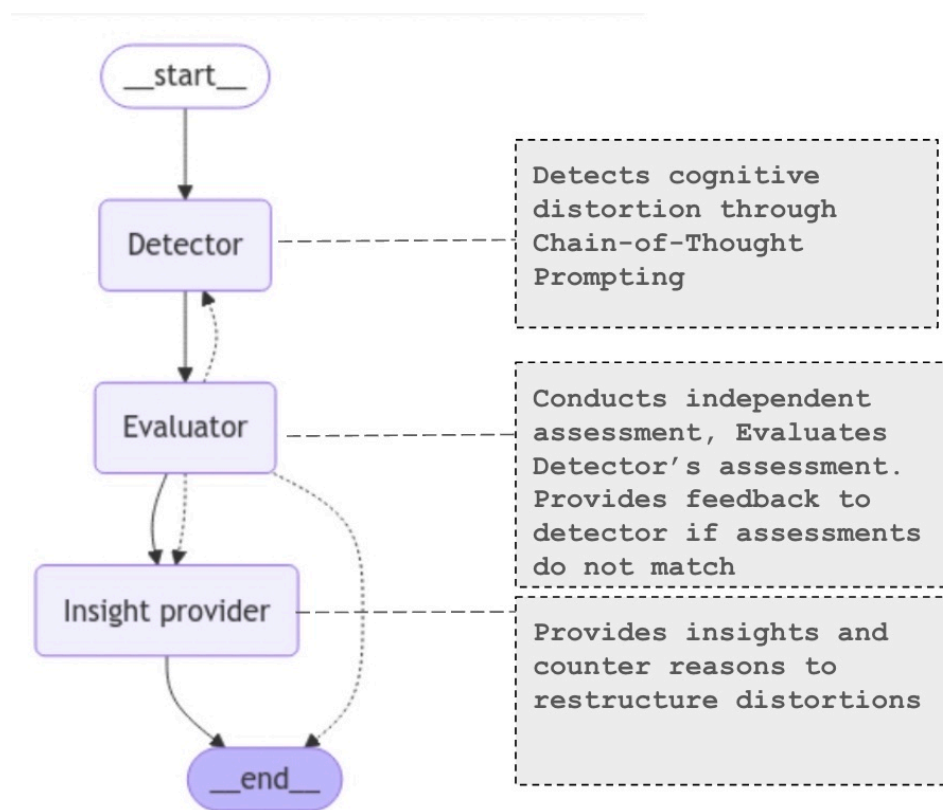 __start__
Detector
Detects cognitive
distortion through
Chain-of-Thought
Prompting
Evaluator
Conducts independent
assessment, Evaluates
Detector’s assessment.
Provides feedback to
detector if assessments
do not match
Insight provider
Provides insights and
counter reasons to
restructure distortions
__end__